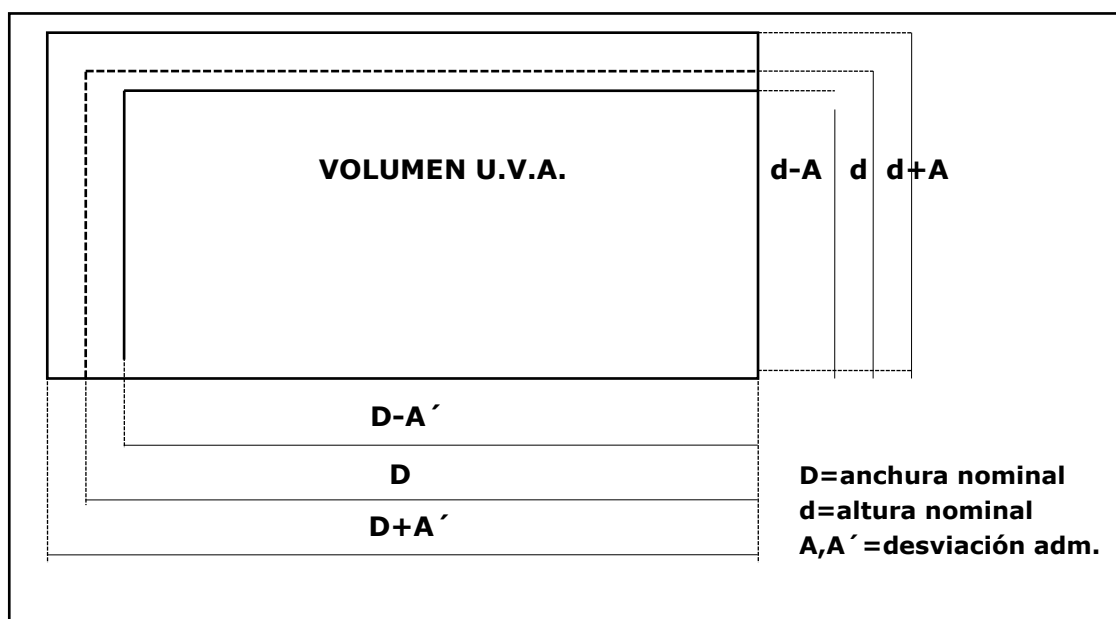 VOLUMEN U.V.A.
d-A
d
d+A
D-A´
D
D+A´
D=anchura nominal
d=altura nominal
A,A´=desviación adm.